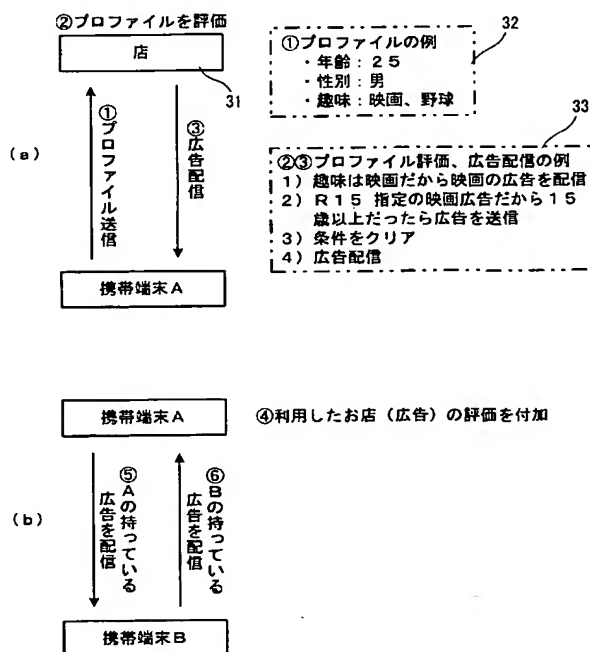 ②プロファイルを評価
店
31
①プロファイル送信
③広告配信
(a)
携帯端末A
32
①プロファイルの例
・年齢:25
・性別:男
・趣味:映画、野球
33
②③プロファイル評価、広告配信の例
1) 趣味は映画だから映画の広告を配信
2) R15 指定の映画広告だから15
歳以上だったら広告を送信
3) 条件をクリア
4) 広告配信
携帯端末A
④利用したお店(広告)の評価を付加
(b)
⑤Aの持っている
広告を配信
⑥Bの持っている
広告を配信
携帯端末B